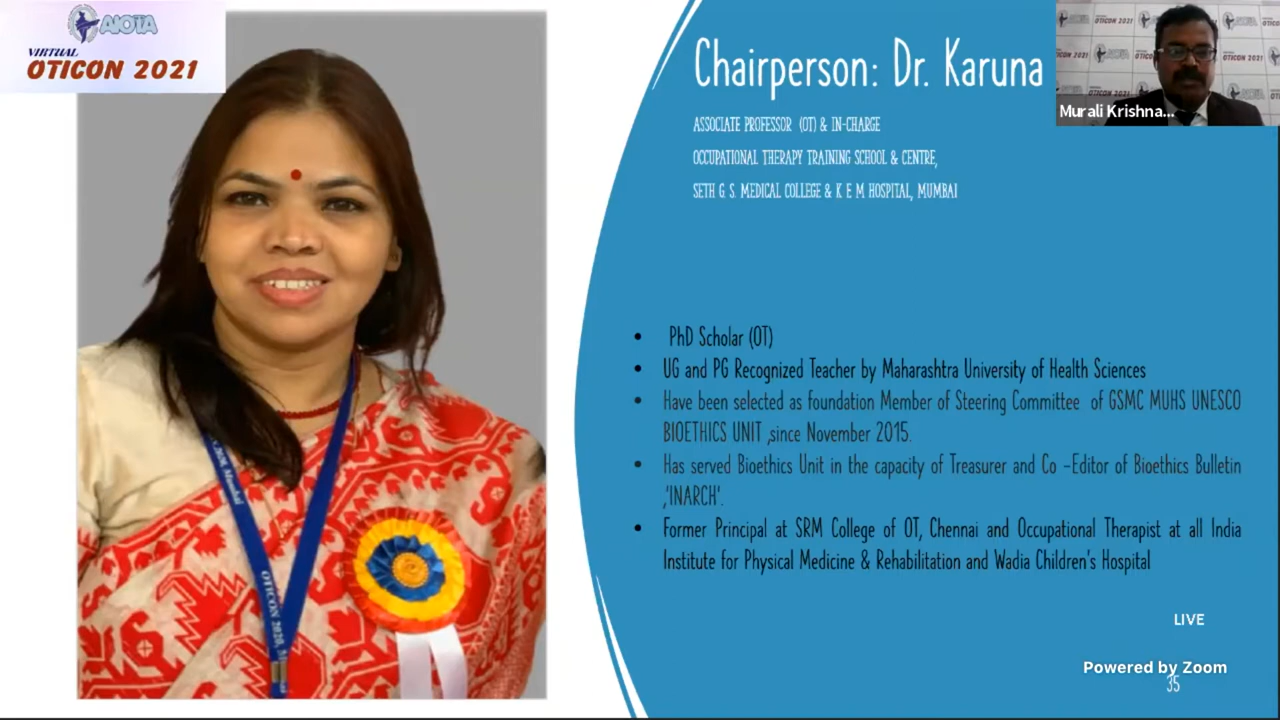 AIOTA
VIRTUAL
OTICON 2021
Chairperson: Dr. Karuna
ASSOCIATE PROFESSOR (OT) & IN-CHARGE
OCCUPATIONAL THERAPY TRAINING SCHOOL & CENTRE,
SETH G. S. MEDICAL COLLEGE & K E M HOSPITAL, MUMBAI
Murali Krishna...
• PhD Scholar (OT)
• UG and PG Recognized Teacher by Maharashtra University of Health Sciences
• Have been selected as foundation Member of Steering Committee of GSMC MUHS UNESCO
BIOETHICS UNIT ,since November 2015.
• Has served Bioethics Unit in the capacity of Treasurer and Co -Editor of Bioethics Bulletin
,'INARCH'.
• Former Principal at SRM College of OT, Chennai and Occupational Therapist at all India
Institute for Physical Medicine & Rehabilitation and Wadia Children's Hospital
2020, Mumbai
OTICON 2020, M
LIVE
Powered by Zoom
35